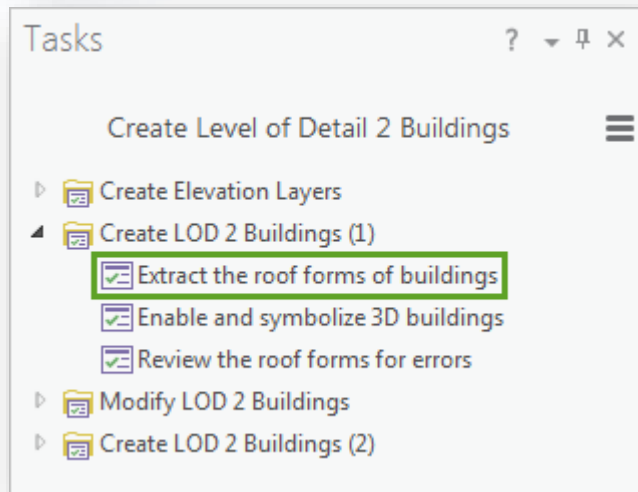 Tasks ?
Create Level of Detail 2 Buildings
Create Elevation Layers
Create LOD 2 Buildings (1)
Extract the roof forms of buildings
Enable and symbolize 3D buildings
Review the roof forms for errors
Modify LOD 2 Buildings
Create LOD 2 Buildings (2)